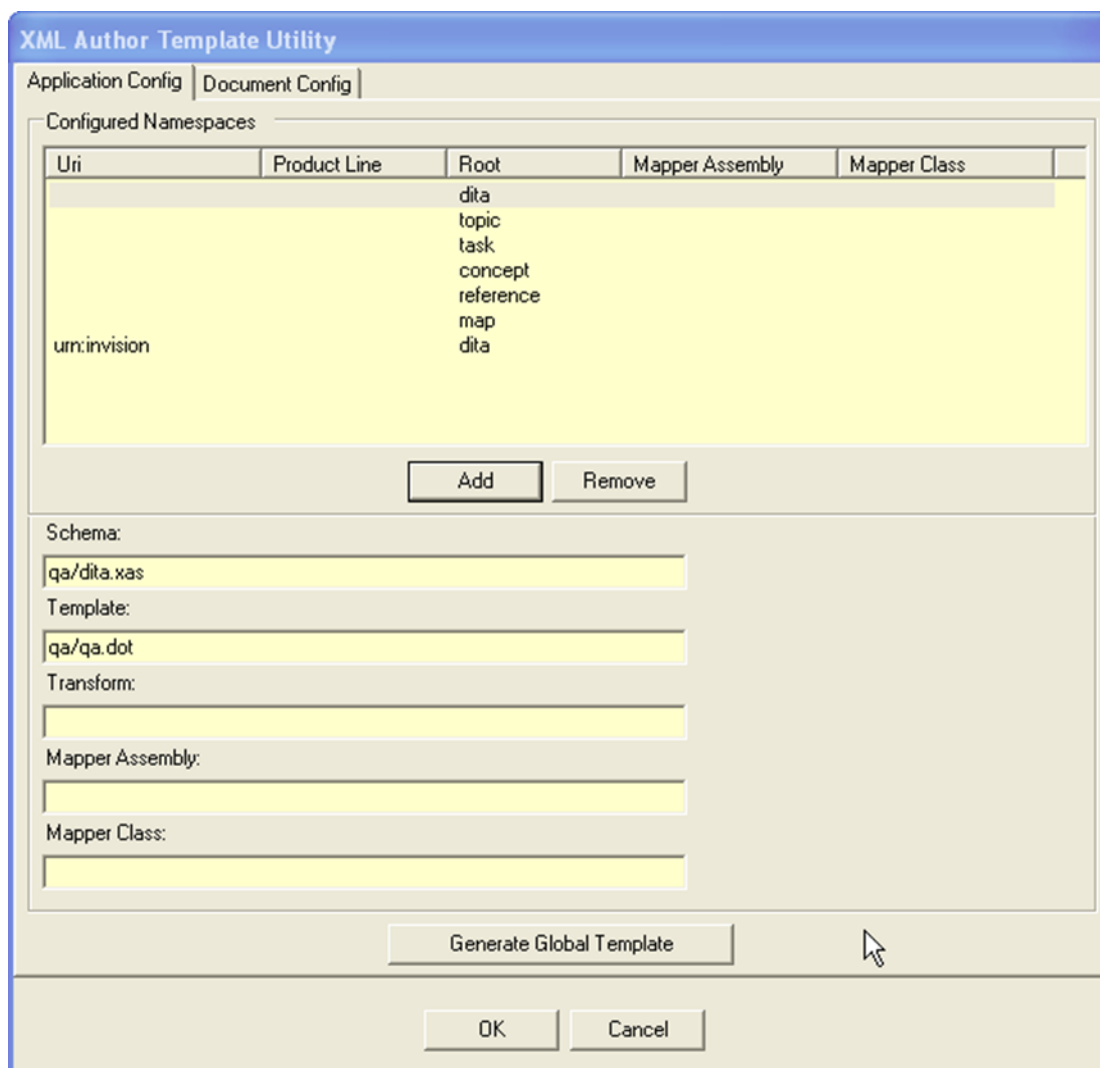 XML Author Template Utility
Application Config Document Config
Configured Namespaces
Uri Product Line Root Mapper Assembly Mapper Class
dita
topic
task
concept
reference
map
urn:invision dita
Add Remove
Schema:
qa/dita.xas
Template:
qa/qa.dot
Transform:
Mapper Assembly:
Mapper Class:
Generate Global Template
OK Cancel